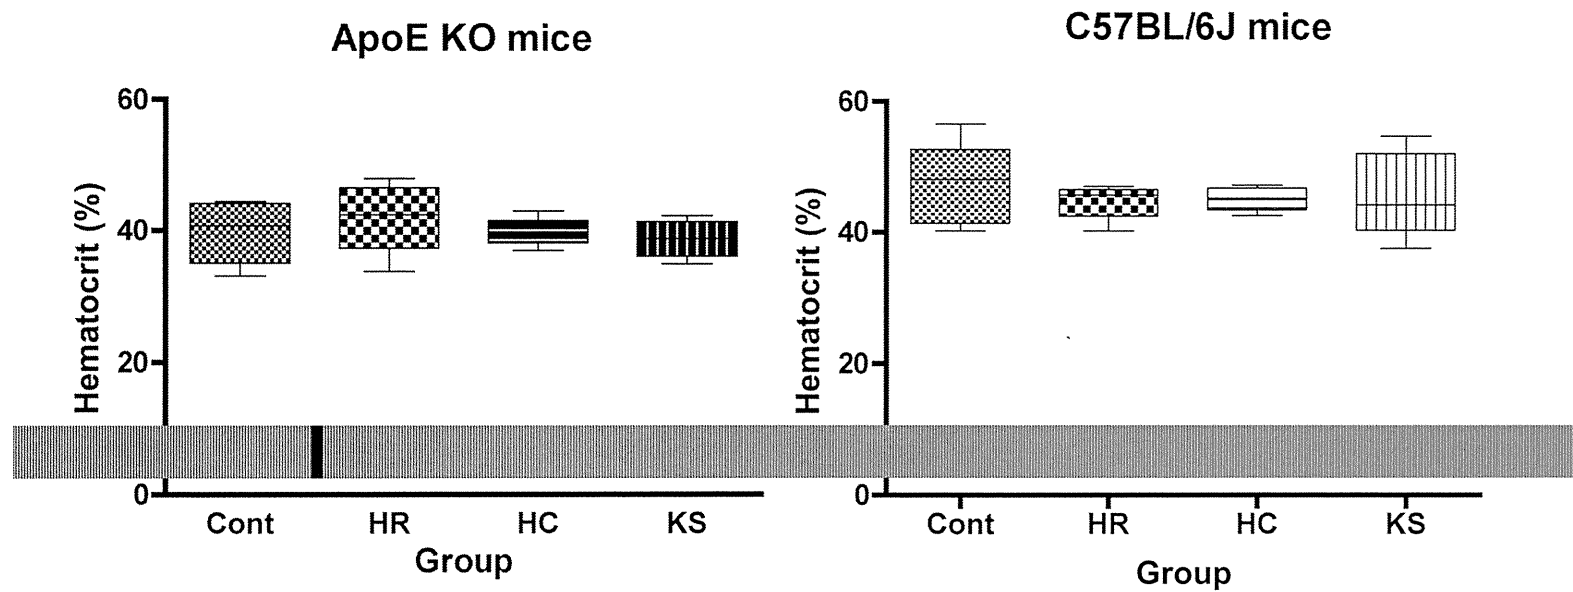 ApoE KO mice
60
40
20
0
Hematocrit (%)
Cont HR HC KS
Group
C57BL/6J mice
60
40
20
0
Hematocrit (%)
Cont HR HC KS
Group